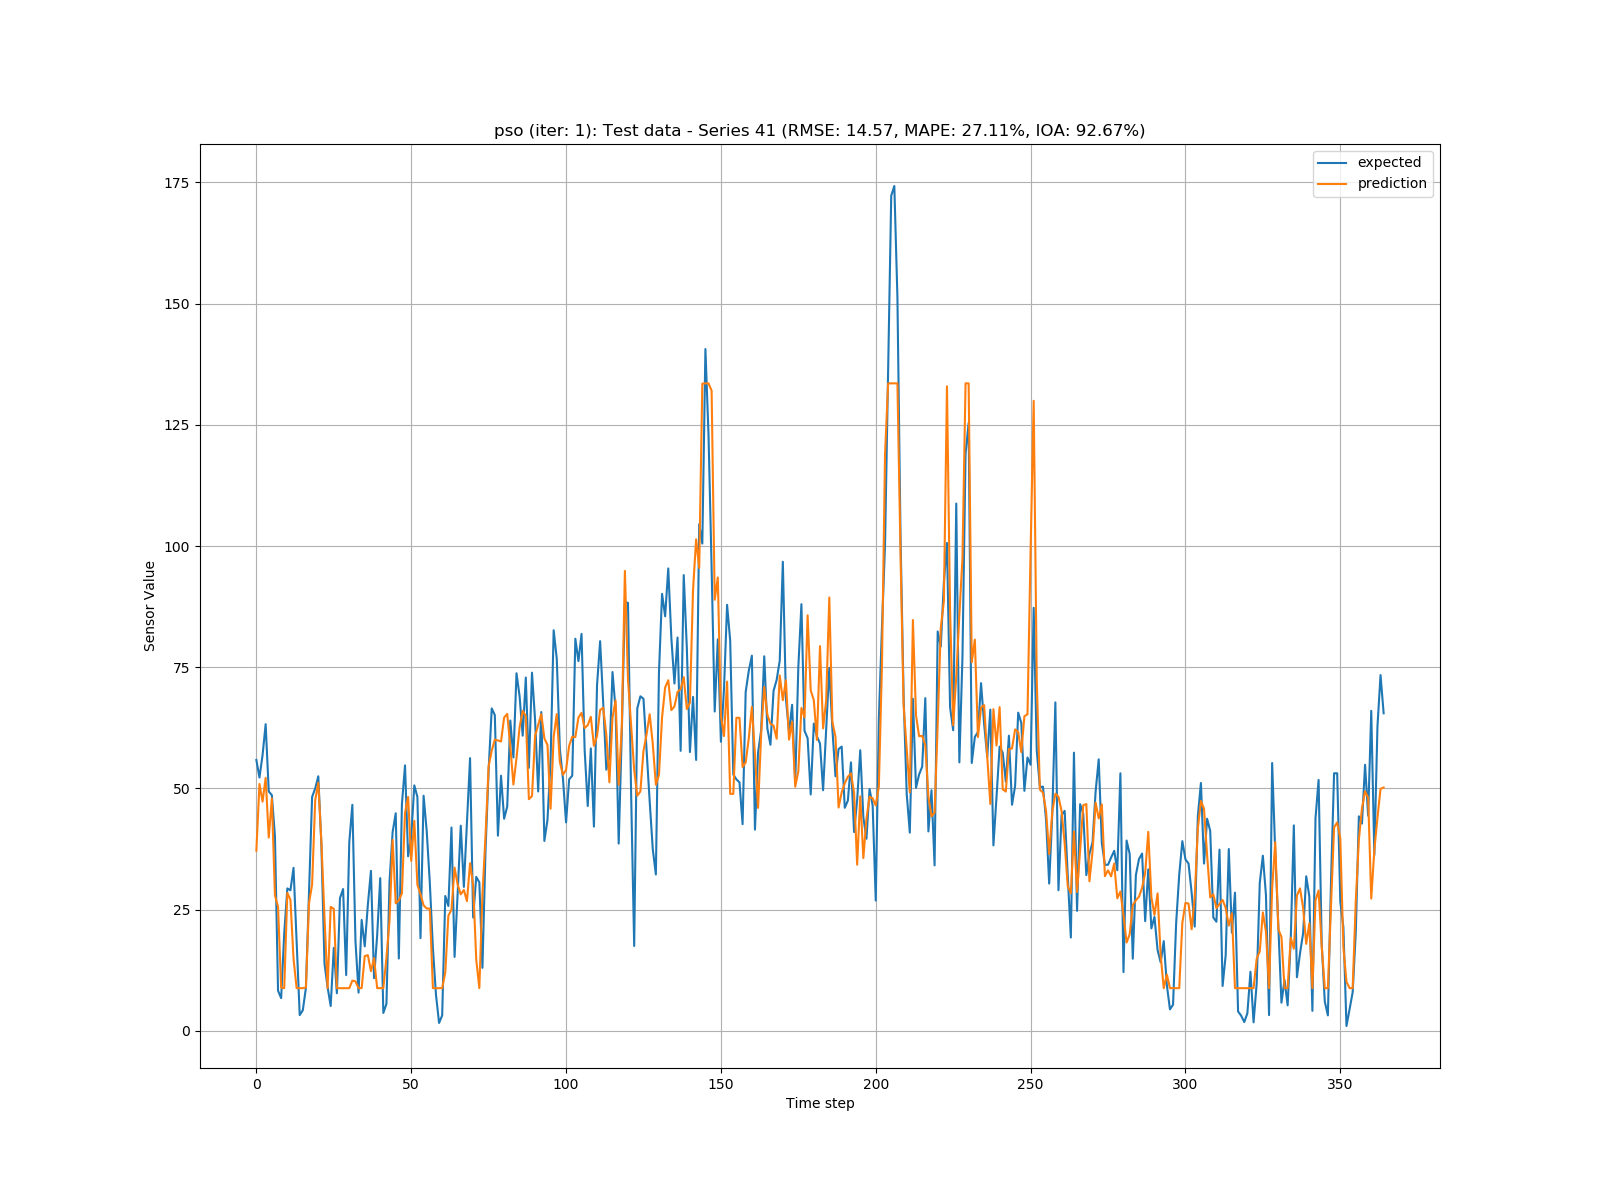 pso (iter: 1): Test data - Series 41 (RMSE: 14.57, MAPE: 27.11%, IOA: 92.67%)
expected
prediction
175
150
125
100
75
50
25
0
Sensor Value
0 50 100 150 200 250 300 350
Time step